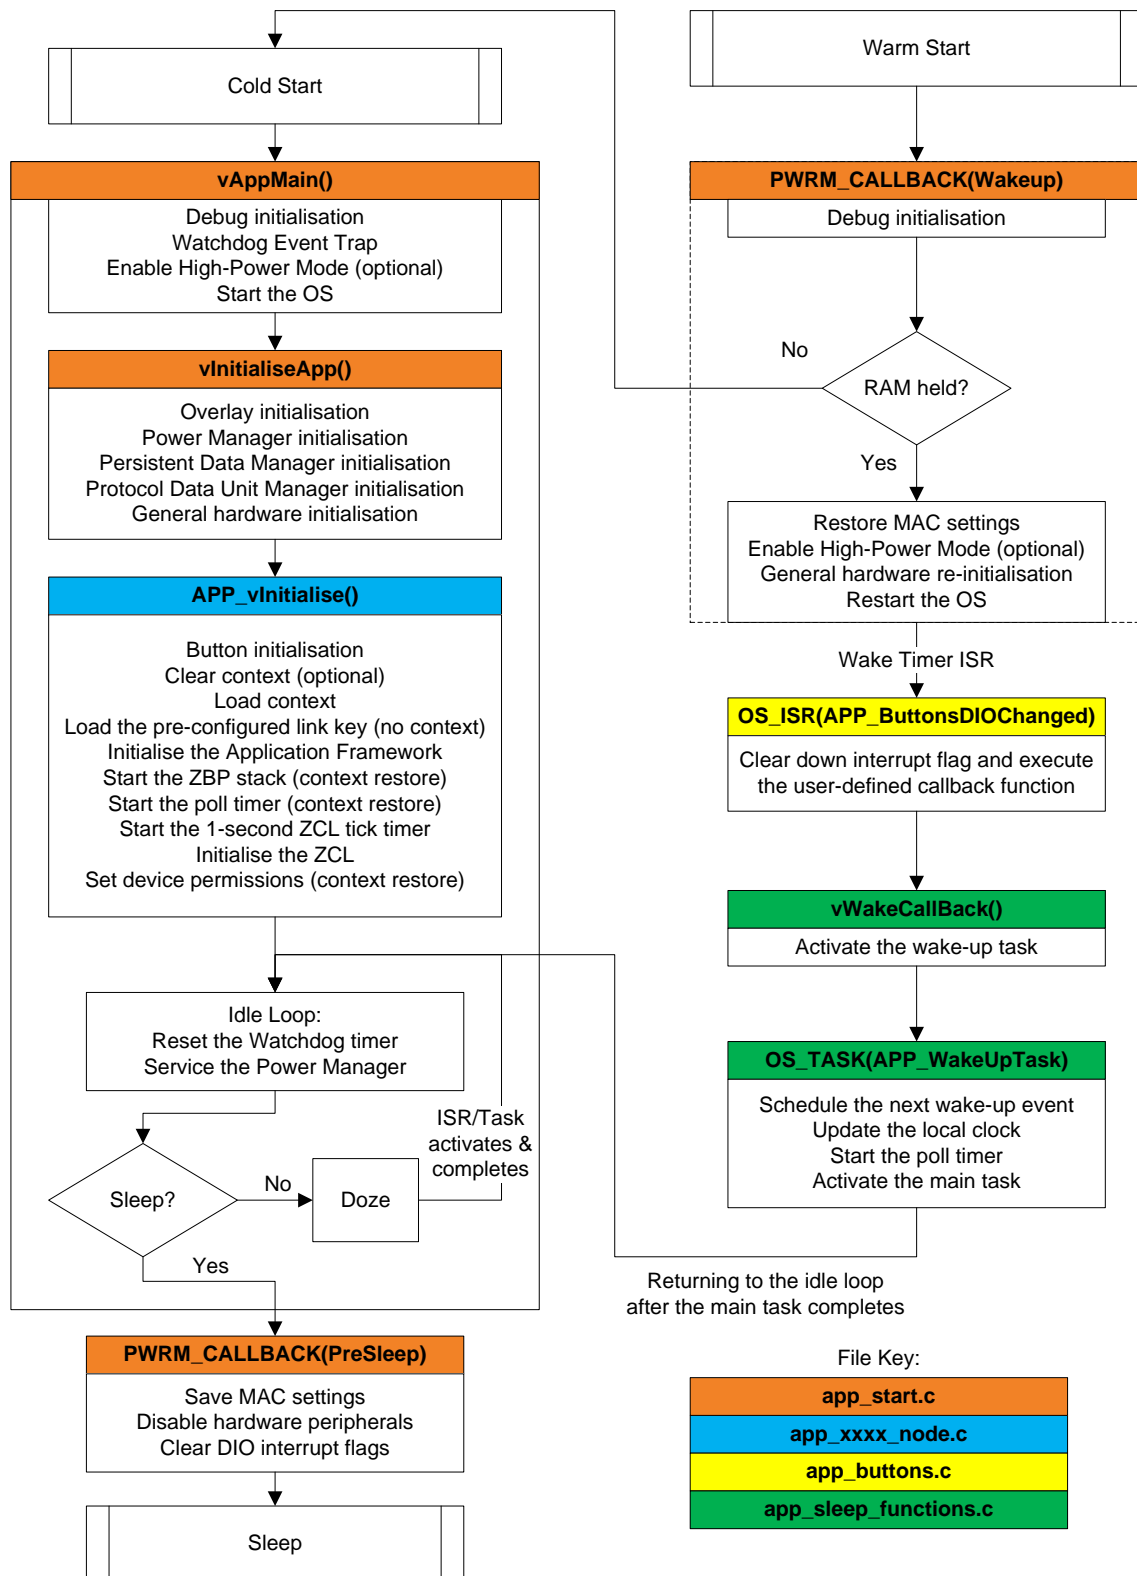 Cold Start
vAppMain()
Debug initialisation
Watchdog Event Trap
Enable High-Power Mode (optional)
Start the OS
vInitialiseApp()
Overlay initialisation
Power Manager initialisation
Persistent Data Manager initialisation
Protocol Data Unit Manager initialisation
General hardware initialisation
APP_vInitialise()
Button initialisation
Clear context (optional)
Load context
Load the pre-configured link key (no context)
Initialise the Application Framework
Start the ZBP stack (context restore)
Start the poll timer (context restore)
Start the 1-second ZCL tick timer
Initialise the ZCL
Set device permissions (context restore)
Idle Loop:
Reset the Watchdog timer
Service the Power Manager
ISR/Task
activates &
completes
Sleep?
No
Doze
Yes
PWRM_CALLBACK(PreSleep)
Save MAC settings
Disable hardware peripherals
Clear DIO interrupt flags
Sleep
Warm Start
PWRM_CALLBACK(Wakeup)
Debug initialisation
No
RAM held?
Yes
Restore MAC settings
Enable High-Power Mode (optional)
General hardware re-initialisation
Restart the OS
Wake Timer ISR
OS_ISR(APP_ButtonsDIOChanged)
Clear down interrupt flag and execute
the user-defined callback function
vWakeCallBack()
Activate the wake-up task
OS_TASK(APP_WakeUpTask)
Schedule the next wake-up event
Update the local clock
Start the poll timer
Activate the main task
Returning to the idle loop
after the main task completes
File Key:
app_start.c
app_xxxx_node.c
app_buttons.c
app_sleep_functions.c